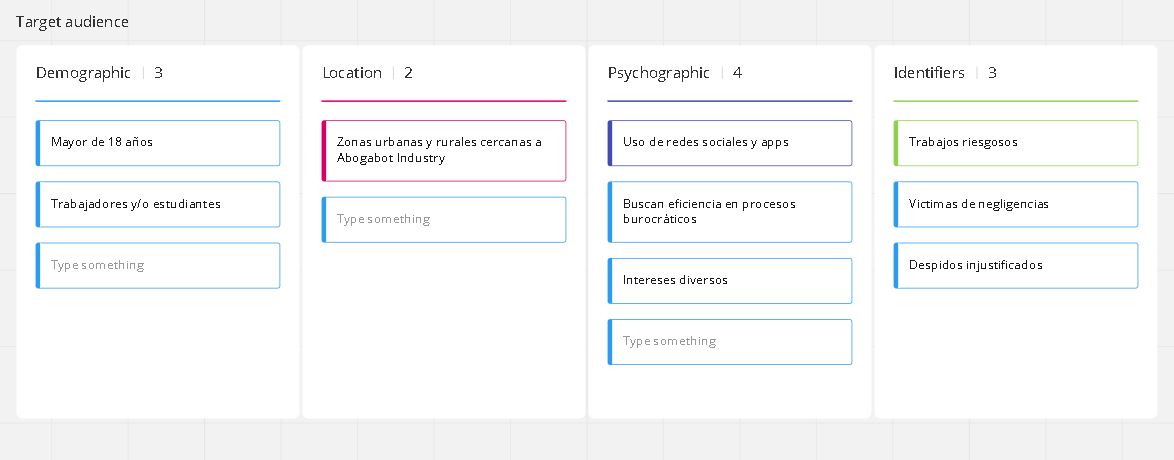 Target audience
Demographic | 3
Mayor de 18 años
Trabajadores y/o estudiantes
Type something
Location | 2
Zonas urbanas y rurales cercanas a
Abogabot Industry
Type something
Psychographic | 4
Uso de redes sociales y apps
Buscan eficiencia en procesos
burocráticos
Intereses diversos
Type something
Identifiers | 3
Trabajos riesgosos
Victimas de negligencias
Despidos injustificados